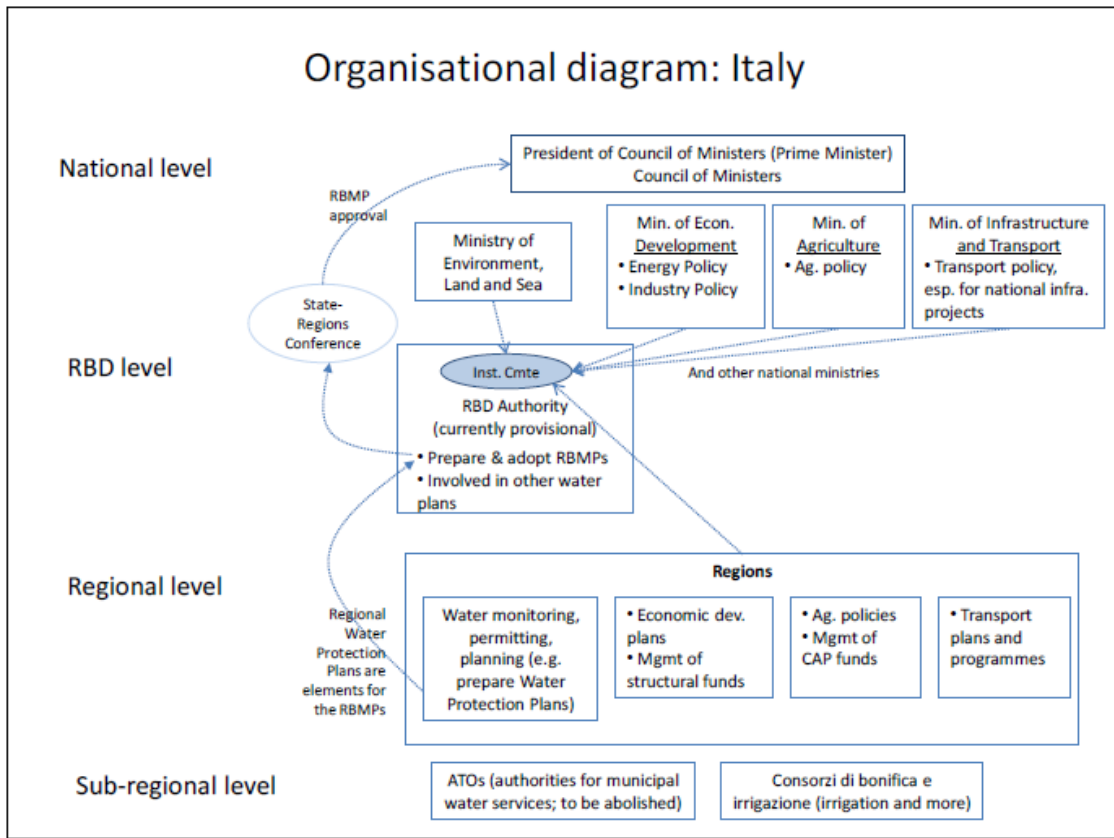 Organisational diagram: Italy
National level
President of Council of Ministers (Prime Minister)
Council of Ministers
RBMP
approval
Ministry of
Environment,
Land and Sea
Min. of Econ.
Development
• Energy Policy
• Industry Policy
Min. of
Agriculture
• Ag. policy
Min. of Infrastructure
and Transport
• Transport policy,
esp. for national infra.
projects
State-
Regions
Conference
RBD level
Inst. Cmte
And other national ministries
RBD Authority
(currently provisional)
• Prepare & adopt RBMPs
• Involved in other water
plans
Regional level
Regions
Regional
Water
Protection
Plans are
elements for
the RBMPs
Water monitoring,
permitting,
planning (e.g.
prepare Water
Protection Plans)
• Economic dev.
plans
• Mgmt of
structural funds
• Ag. policies
• Mgmt of
CAP funds
• Transport
plans and
programmes
Sub-regional level
ATOs (authorities for municipal
water services; to be abolished)
Consorzi di bonifica e
irrigazione (irrigation and more)